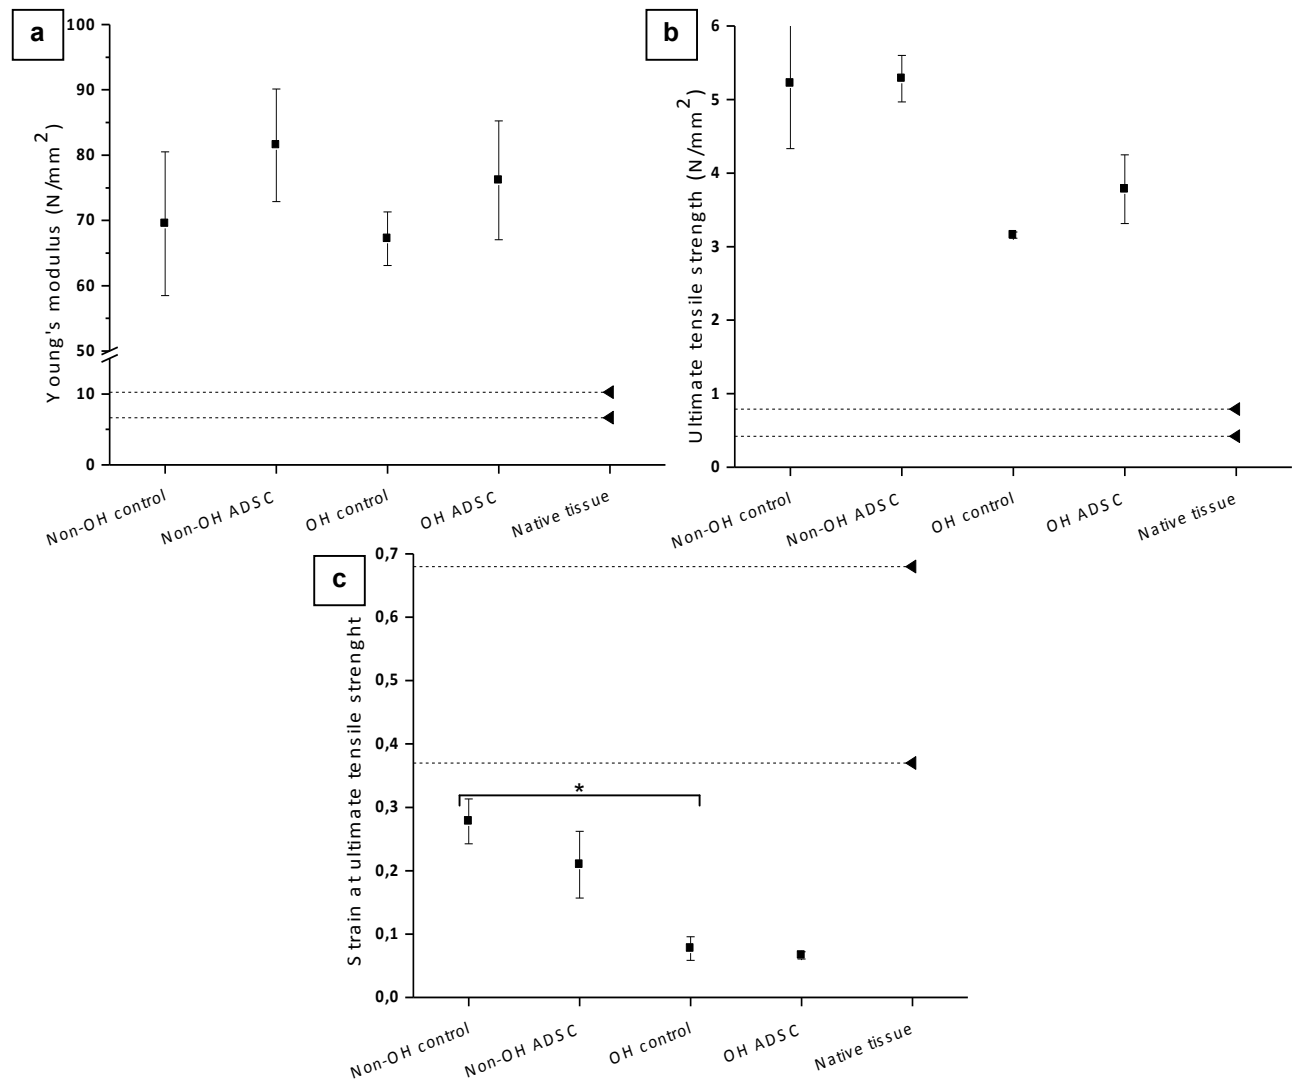 a
100
90
80
70
60
50
10
0
Young's modulus (N/mm²)
Non-OH control
Non-OH ADSC
OH control
OH ADSC
Native tissue
b
6
5
4
3
2
1
0
Ultimate tensile strength (N/mm²)
Non-OH control
Non-OH ADSC
OH control
OH ADSC
Native tissue
c
0,7
0,6
0,5
0,4
0,3
0,2
0,1
0,0
Strain at ultimate tensile strenght
*
Non-OH control
Non-OH ADSC
OH control
OH ADSC
Native tissue